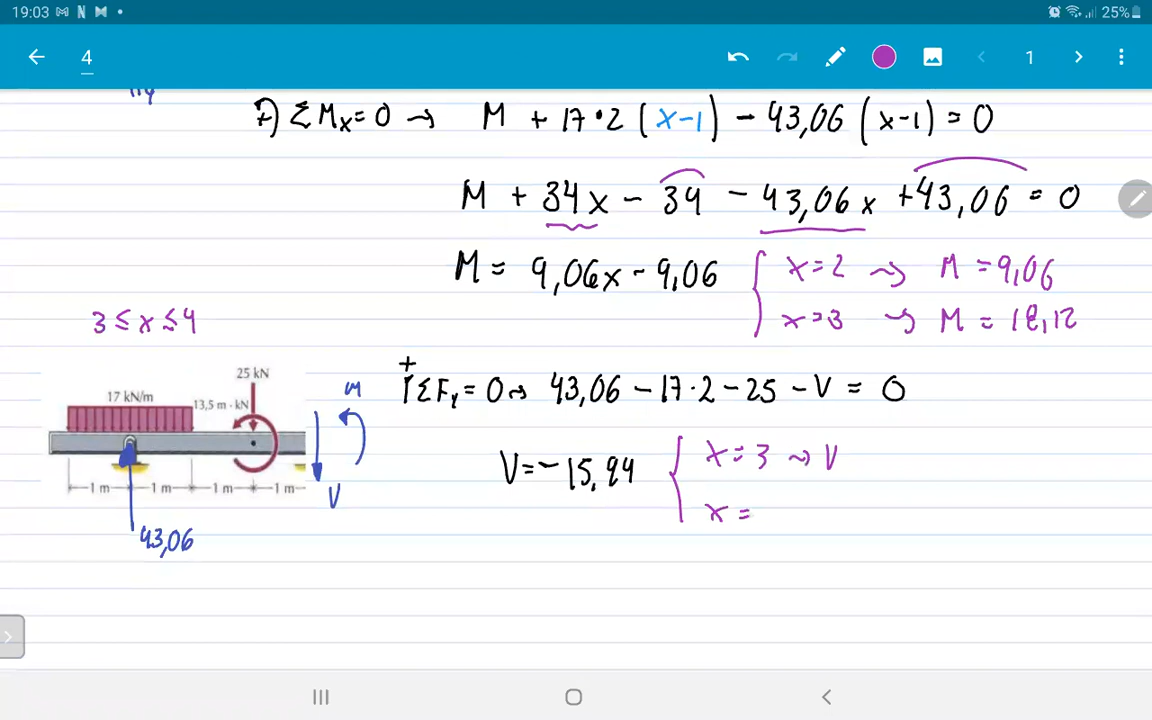 19:03 25%
4 1
7) ΣMx=0 → M + 17·2 (x-1) - 43,06 (x-1) = 0
M + 34x - 34 - 43,06x + 43,06 = 0
M = 9,06x - 9,06 { x=2 → M = 9,06
x=3 → M = 18,12
3 ≤ x ≤ 4
+↑ΣFy = 0 → 43,06 - 17·2 - 25 - V = 0
25 kN
17 kN/m
13,5 m · kN
M
V = -15,94 { x = 3 → V
x =
1 m 1 m 1 m 1 m
V
43,06